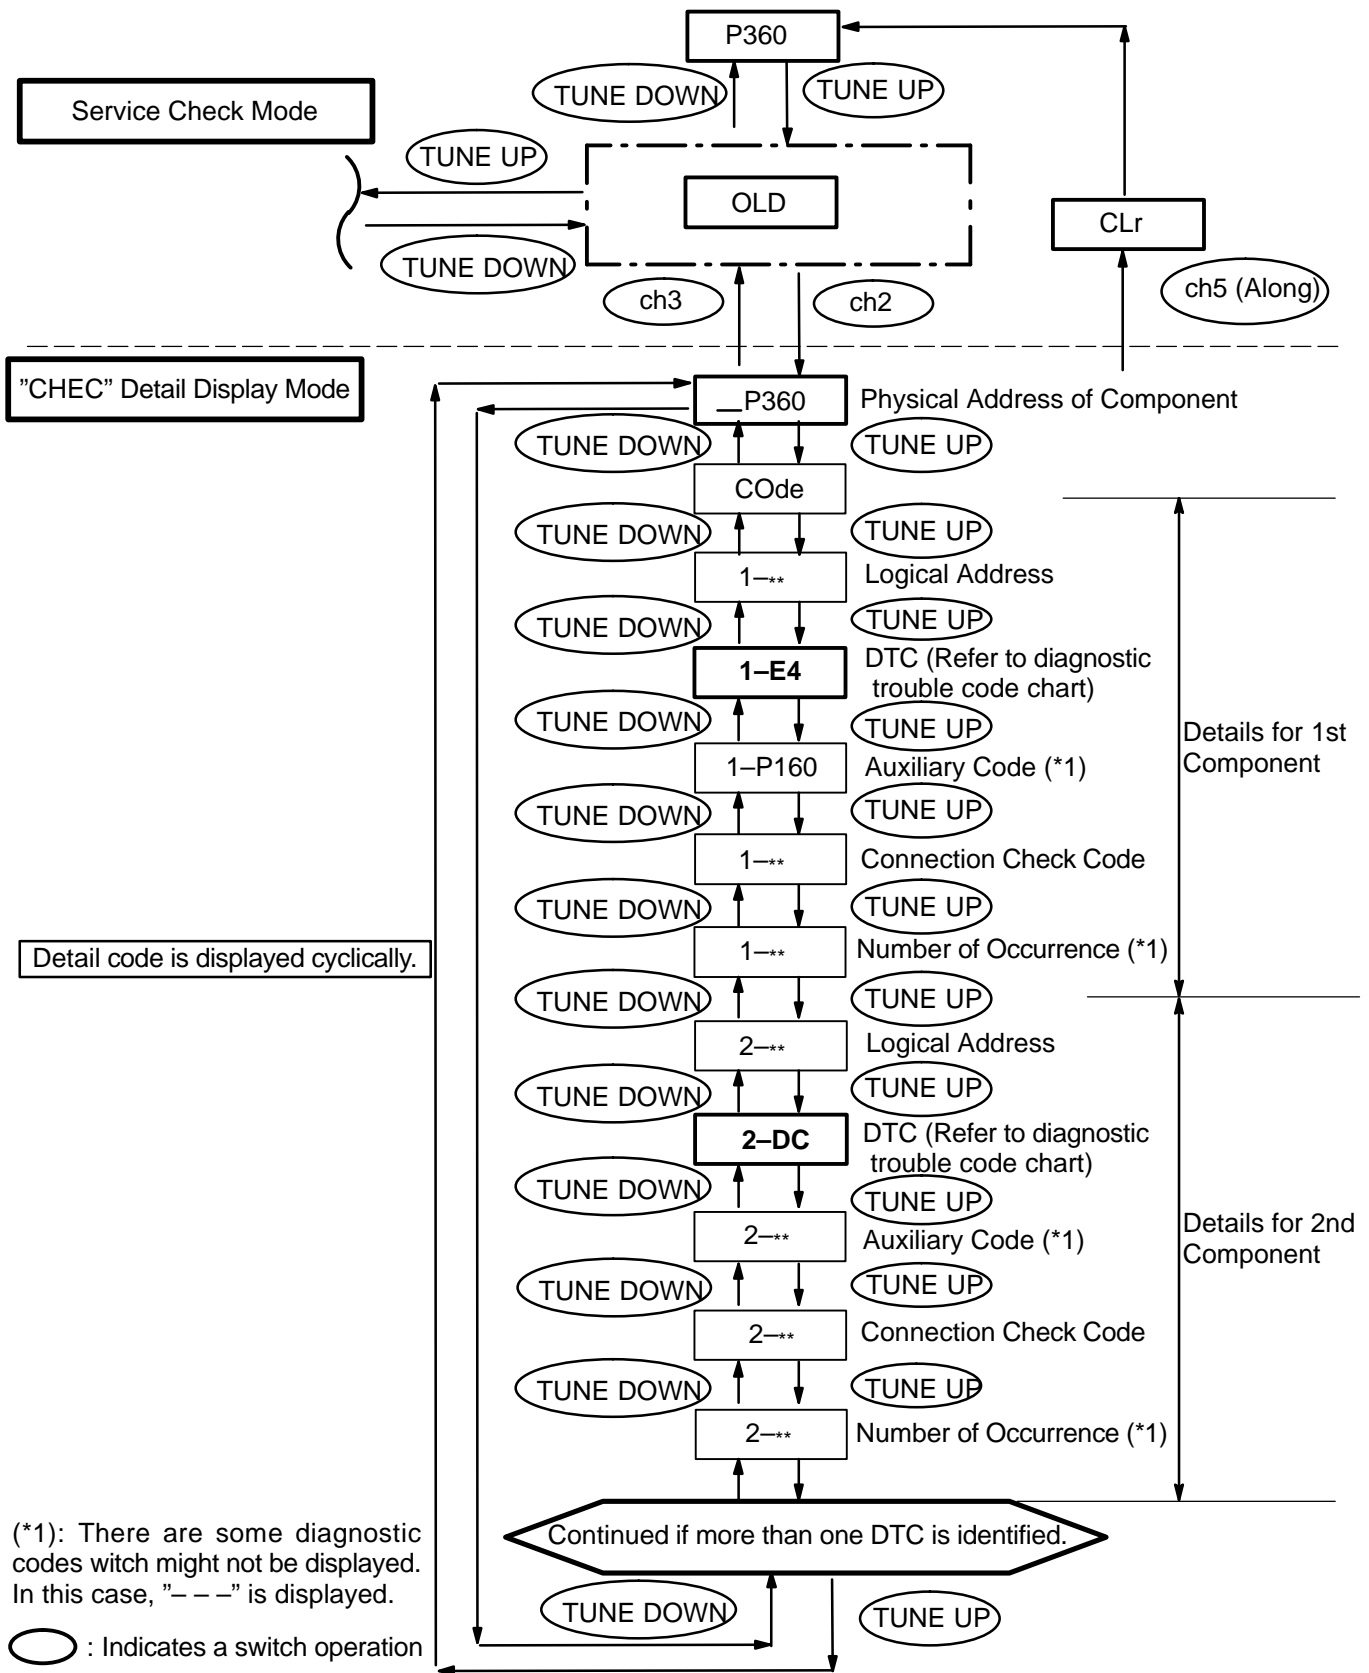 P360
TUNE DOWN
TUNE UP
Service Check Mode
TUNE UP
OLD
CLr
TUNE DOWN
ch3
ch2
ch5 (Along)
”CHEC” Detail Display Mode
__P360
Physical Address of Component
TUNE DOWN
TUNE UP
COde
TUNE DOWN
TUNE UP
1–**
Logical Address
TUNE DOWN
TUNE UP
1–E4
DTC (Refer to diagnostic
trouble code chart)
TUNE DOWN
TUNE UP
Details for 1st
Component
1–P160
Auxiliary Code (*1)
TUNE DOWN
TUNE UP
1–**
Connection Check Code
TUNE DOWN
TUNE UP
Detail code is displayed cyclically.
1–**
Number of Occurrence (*1)
TUNE DOWN
TUNE UP
2–**
Logical Address
TUNE DOWN
TUNE UP
2–DC
DTC (Refer to diagnostic
trouble code chart)
TUNE DOWN
TUNE UP
2–**
Auxiliary Code (*1)
Details for 2nd
Component
TUNE DOWN
TUNE UP
2–**
Connection Check Code
TUNE DOWN
TUNE UP
2–**
Number of Occurrence (*1)
Continued if more than one DTC is identified.
(*1): There are some diagnostic
codes witch might not be displayed.
In this case, ”– – –” is displayed.
TUNE DOWN
TUNE UP
: Indicates a switch operation